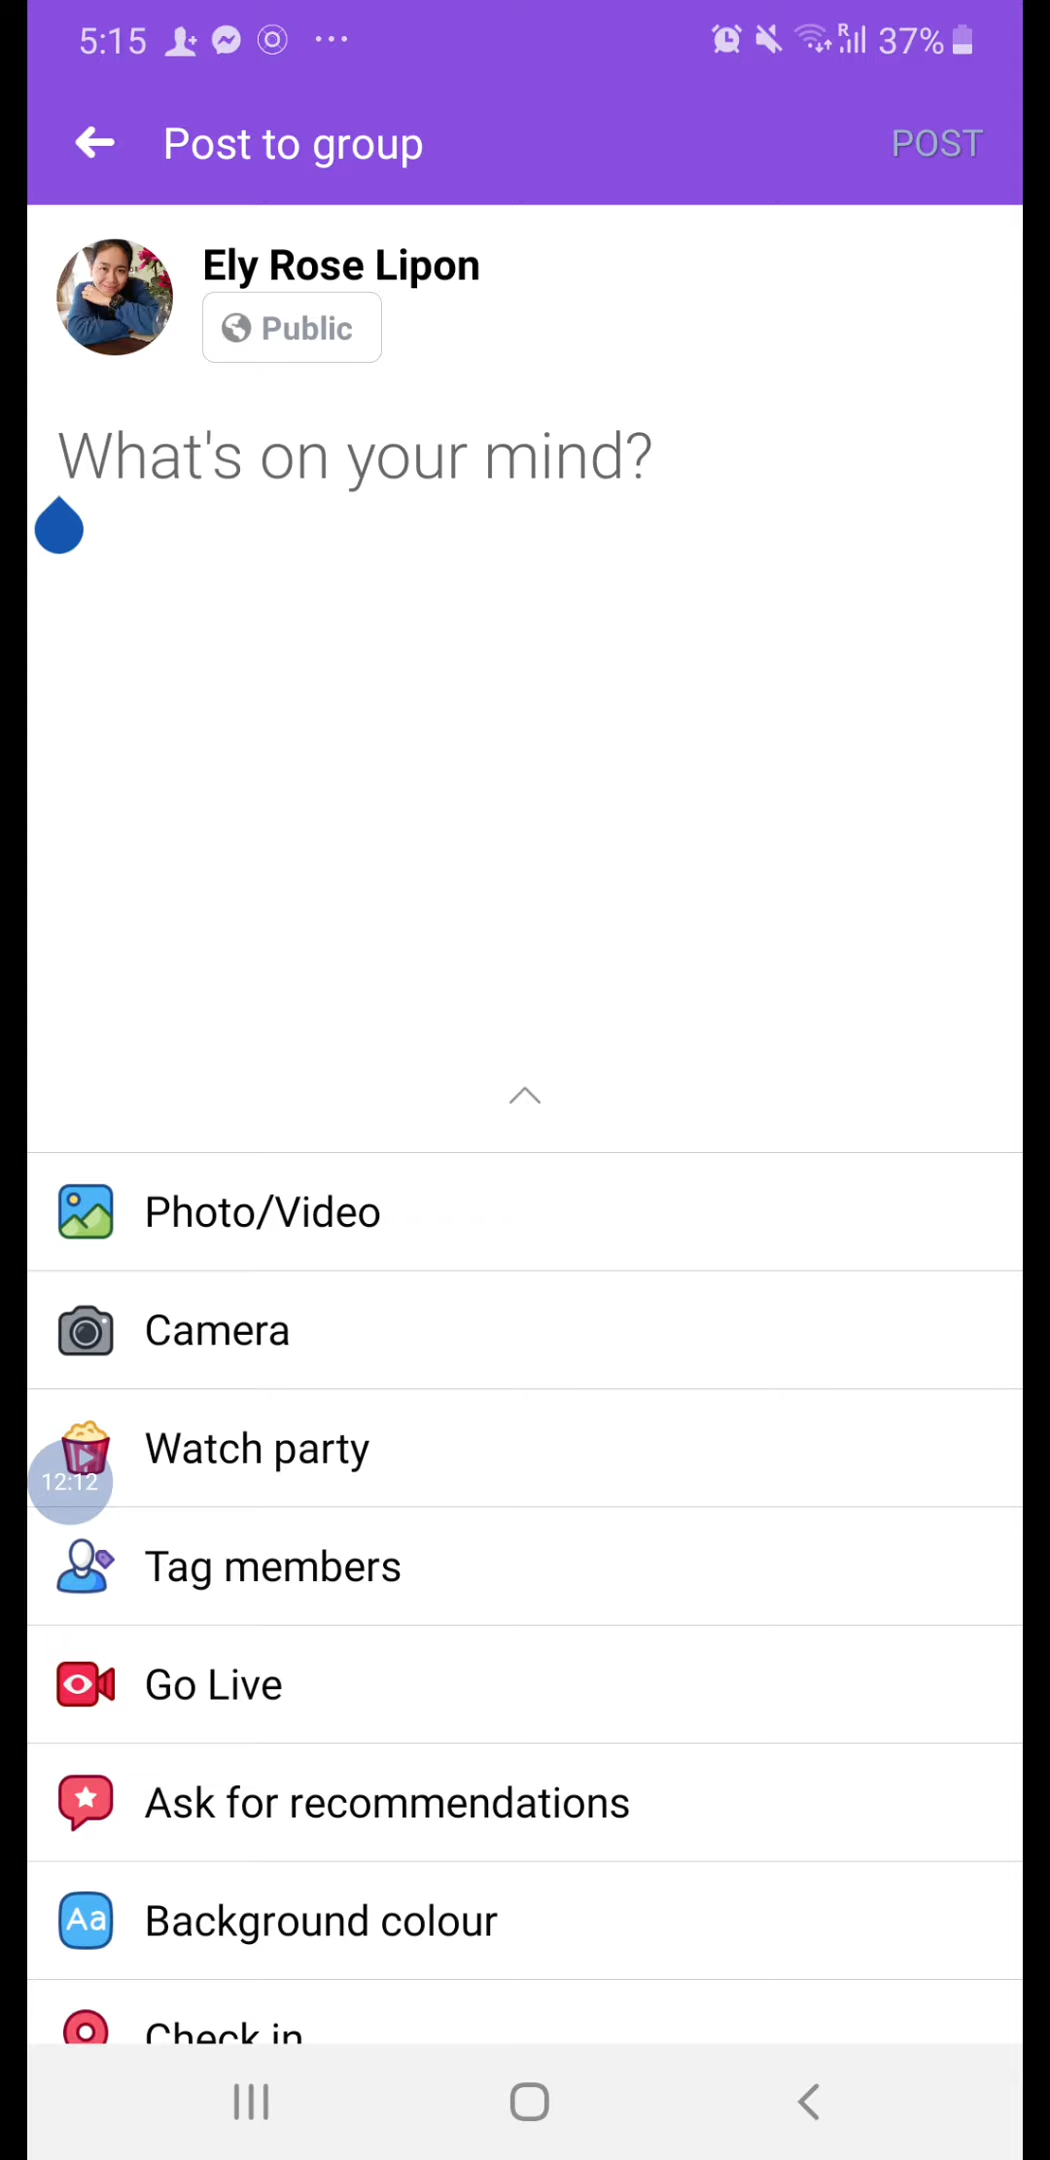 5:15 R 37%
Post to group POST
Ely Rose Lipon
Public
What's on your mind?
Photo/Video
Camera
Watch party
12:12
Tag members
Go Live
Ask for recommendations
Aa Background colour
Check in